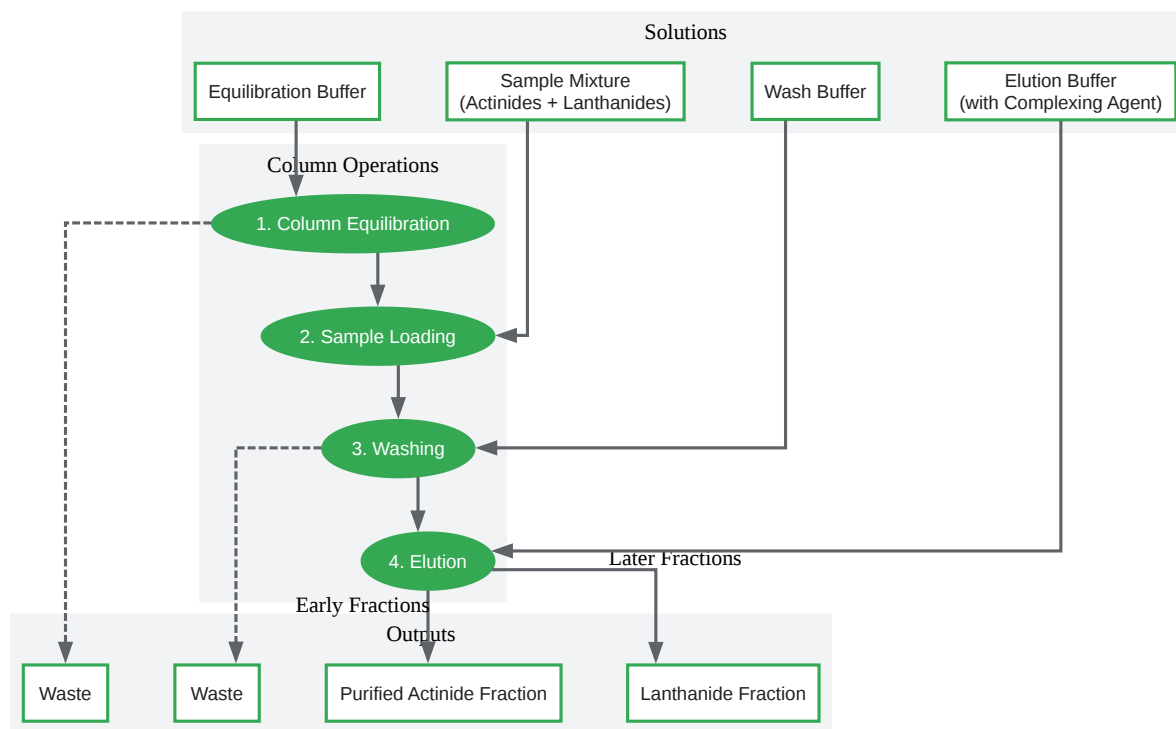 Solutions
Equilibration Buffer
Sample Mixture
(Actinides + Lanthanides)
Wash Buffer
Elution Buffer
(with Complexing Agent)
Column Operations
1. Column Equilibration
2. Sample Loading
3. Washing
4. Elution
Later Fractions
Early Fractions
Outputs
Waste
Waste
Purified Actinide Fraction
Lanthanide Fraction